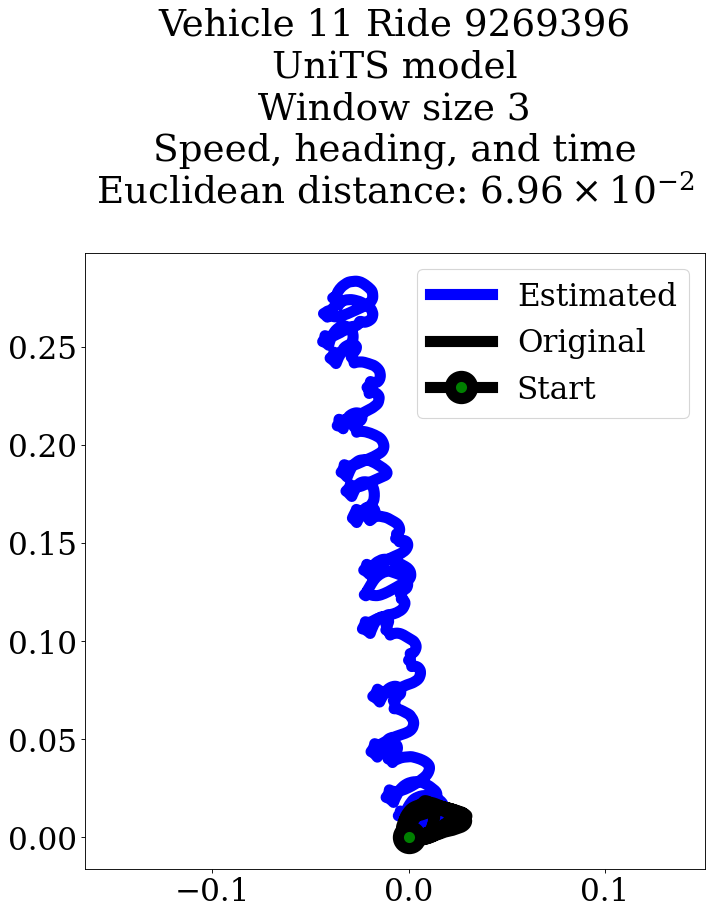 Vehicle 11 Ride 9269396
UniTS model
Window size 3
Speed, heading, and time
Euclidean distance: 6.96 × 10⁻²
Estimated
Original
Start
0.25
0.20
0.15
0.10
0.05
0.00
−0.1
0.0
0.1